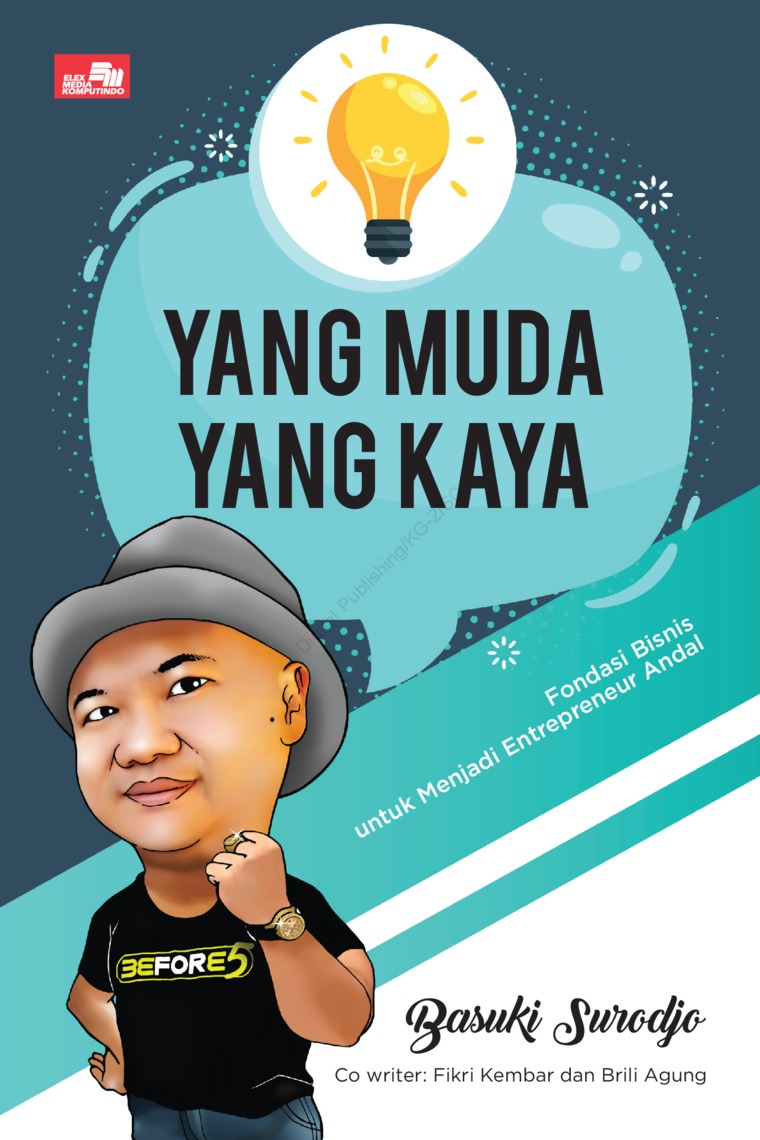 ELEX
MEDIA
KOMPUTINDO
YANG MUDA
YANG KAYA
Fondasi Bisnis
untuk Menjadi Entrepreneur Andal
BEFORE5
Basuki Surodjo
Co writer: Fikri Kembar dan Brili Agung